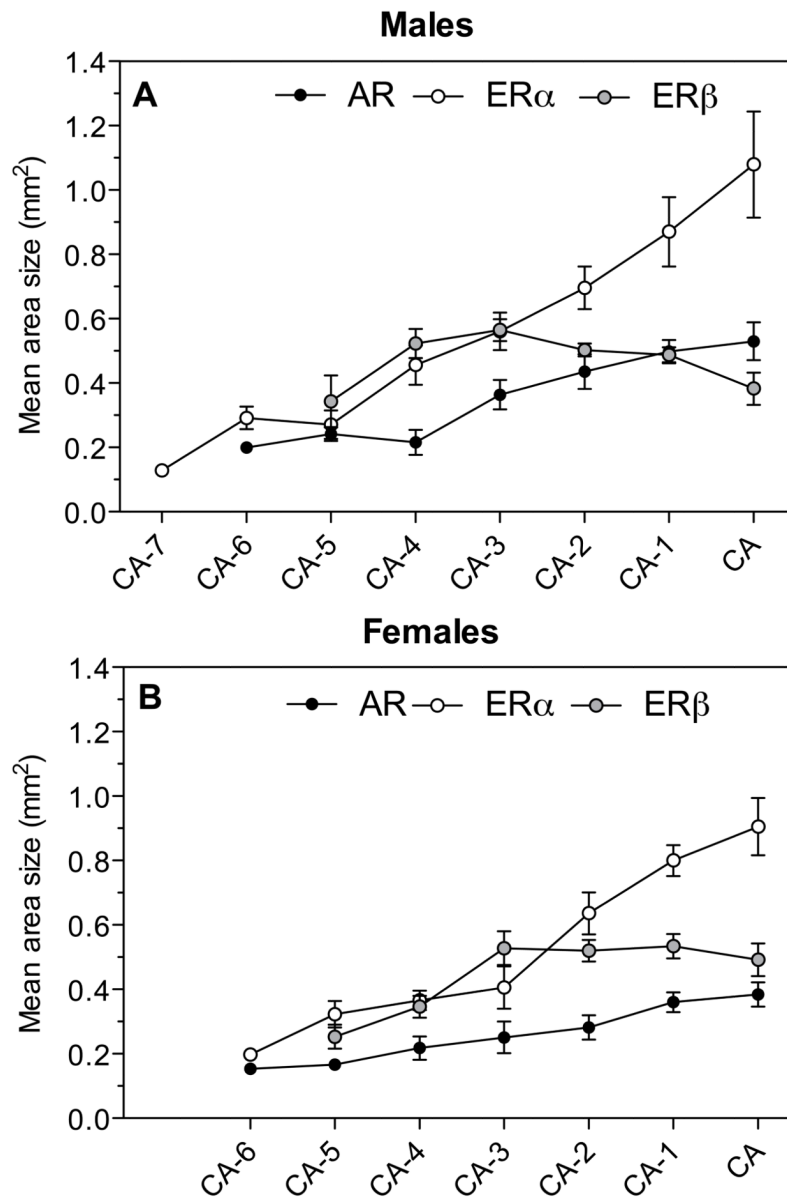 Males
A
AR ERα ERβ
Mean area size (mm²)
1.4
1.2
1.0
0.8
0.6
0.4
0.2
0.0
CA-7 CA-6 CA-5 CA-4 CA-3 CA-2 CA-1 CA
Females
B
AR ERα ERβ
Mean area size (mm²)
1.4
1.2
1.0
0.8
0.6
0.4
0.2
0.0
CA-6 CA-5 CA-4 CA-3 CA-2 CA-1 CA